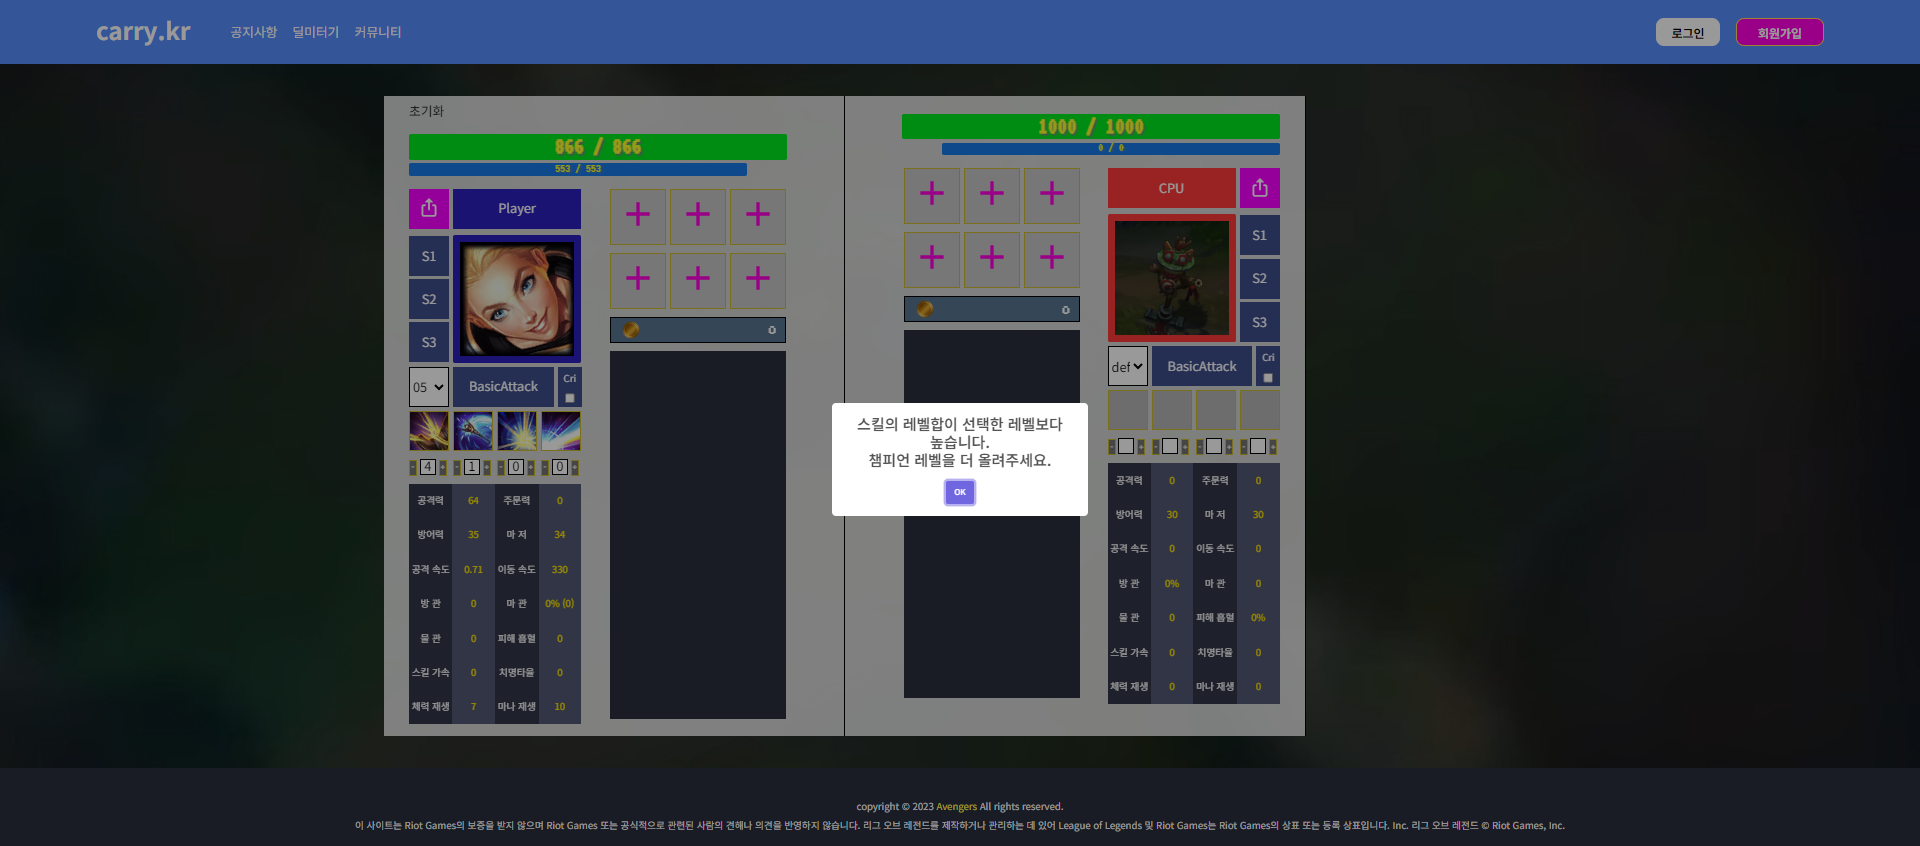 carry.kr 공지사항 딜미터기 커뮤니티 로그인 회원가입
초기화
866 / 866
553 / 553
Player
S1
S2
S3
05 BasicAttack Cri
- 4 + - 1 + - 0 + - 0 +
0
공격력 64 주문력 0
방어력 35 마 저 34
공격 속도 0.71 이동 속도 330
방 관 0 마 관 0% (0)
물 관 0 피해 흡혈 0
스킬 가속 0 치명타율 0
체력 재생 7 마나 재생 10
1000 / 1000
0 / 0
CPU
S1
S2
S3
0
def BasicAttack Cri
- + - + - + - +
공격력 0 주문력 0
방어력 30 마 저 30
공격 속도 0 이동 속도 0
방 관 0% 마 관 0
물 관 0 피해 흡혈 0%
스킬 가속 0 치명타율 0
체력 재생 0 마나 재생 0
스킬의 레벨합이 선택한 레벨보다
높습니다.
챔피언 레벨을 더 올려주세요.
OK
copyright © 2023 Avengers All rights reserved.
이 사이트는 Riot Games의 보증을 받지 않으며 Riot Games 또는 공식적으로 관련된 사람의 견해나 의견을 반영하지 않습니다. 리그 오브 레전드를 제작하거나 관리하는 데 있어 League of Legends 및 Riot Games는 Riot Games의 상표 또는 등록 상표입니다. Inc. 리그 오브 레전드 © Riot Games, Inc.